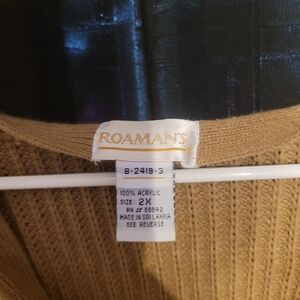 ROAMAN'S
8-2419-3
100% ACRYLIC
SIZE: 2X
RN # 88842
MADE IN SRI LANKA
SEE REVERSE